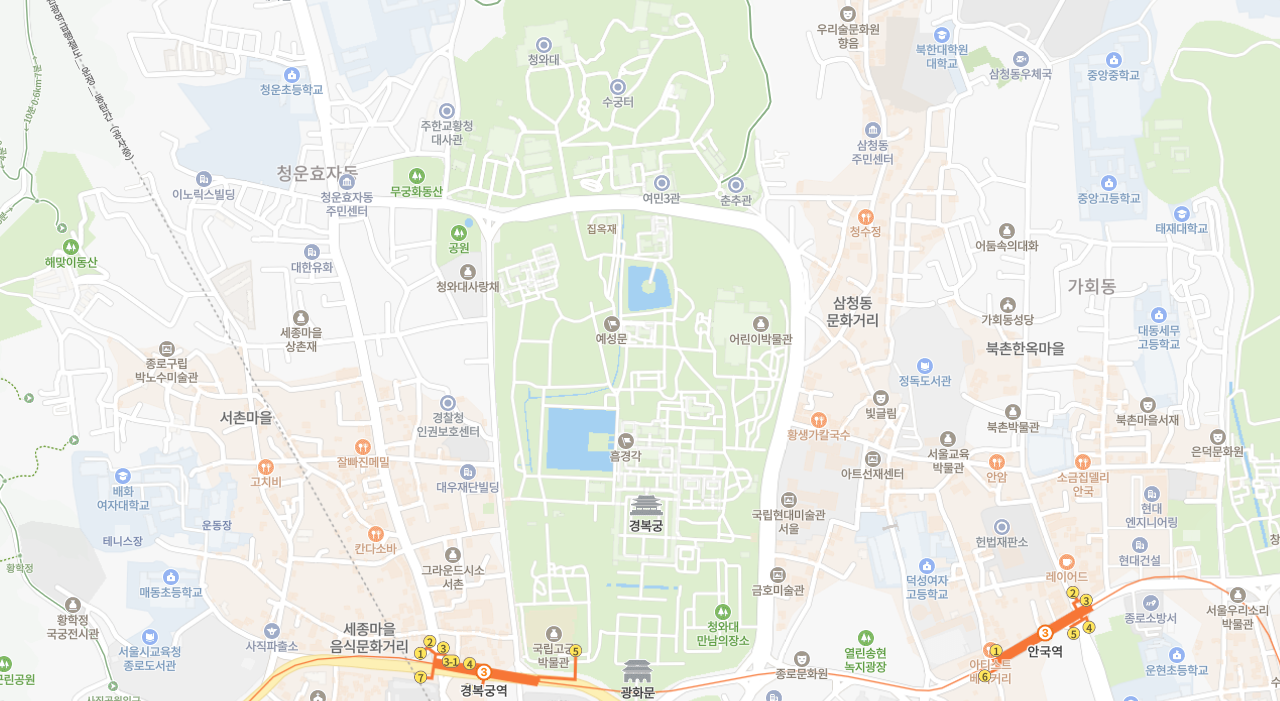 청와대
수궁터
우리술문화원
향음
북한대학원
대학교
삼청동우체국
중앙중학교
청운초등학교
주한교황청
대사관
삼청동
주민센터
청운효자동
이노릭스빌딩
청운효자동
주민센터
무궁화동산
여민3관
춘추관
중앙고등학교
태재대학교
공원
집옥재
청수정
어둠속의대화
해맞이동산
대한유화
청와대사랑채
가회동
세종마을
상촌재
예성문
어린이박물관
삼청동
문화거리
가회동성당
대동세무
고등학교
북촌한옥마을
종로구립
박노수미술관
정독도서관
서촌마을
경찰청
인권보호센터
빛글림
북촌박물관
북촌마을서재
황생가칼국수
흠경각
서울교육
박물관
은덕문화원
잘빠진메밀
고치비
대우재단빌딩
아트선재센터
안암
소금집델리
안국
배화
여자대학교
운동장
테니스장
경복궁
국립현대미술관
서울
현대
엔지니어링
헌법재판소
칸다소바
현대건설
황학정
그라운드시소
서촌
매동초등학교
금호미술관
덕성여자
고등학교
레이어드
황학정
국궁전시관
청와대
만남의장소
종로소방서
서울우리소리
박물관
서울시교육청
종로도서관
사직파출소
세종마을
음식문화거리
국립고궁
박물관
열린송현
녹지광장
안국역
운현초등학교
경복궁역
광화문
종로문화원
1
2
3
3-1
4
5
7
3
1
2
3
4
5
6
3